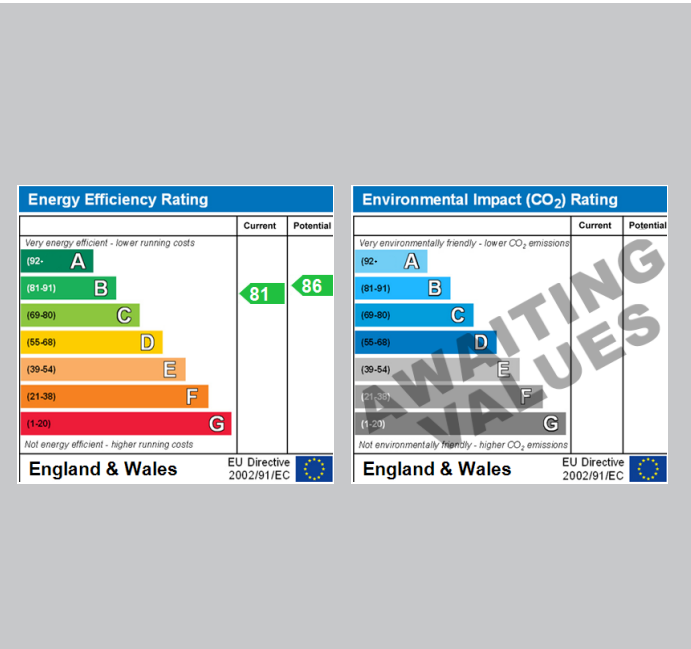 Energy Efficiency Rating
Current Potential
Very energy efficient - lower running costs
(92- A
(81-91) B
(69-80) C
(55-68) D
(39-54) E
(21-38) F
(1-20) G
81
86
Not energy efficient - higher running costs
England & Wales
EU Directive
2002/91/EC
Environmental Impact (CO2) Rating
Current Potential
Very environmentally friendly - lower CO2 emissions
(92- A
(81-91) B
(69-80) C
(55-68) D
(39-54) E
(21-38) F
(1-20) G
AWAITING
VALUES
Not environmentally friendly - higher CO2 emissions
England & Wales
EU Directive
2002/91/EC